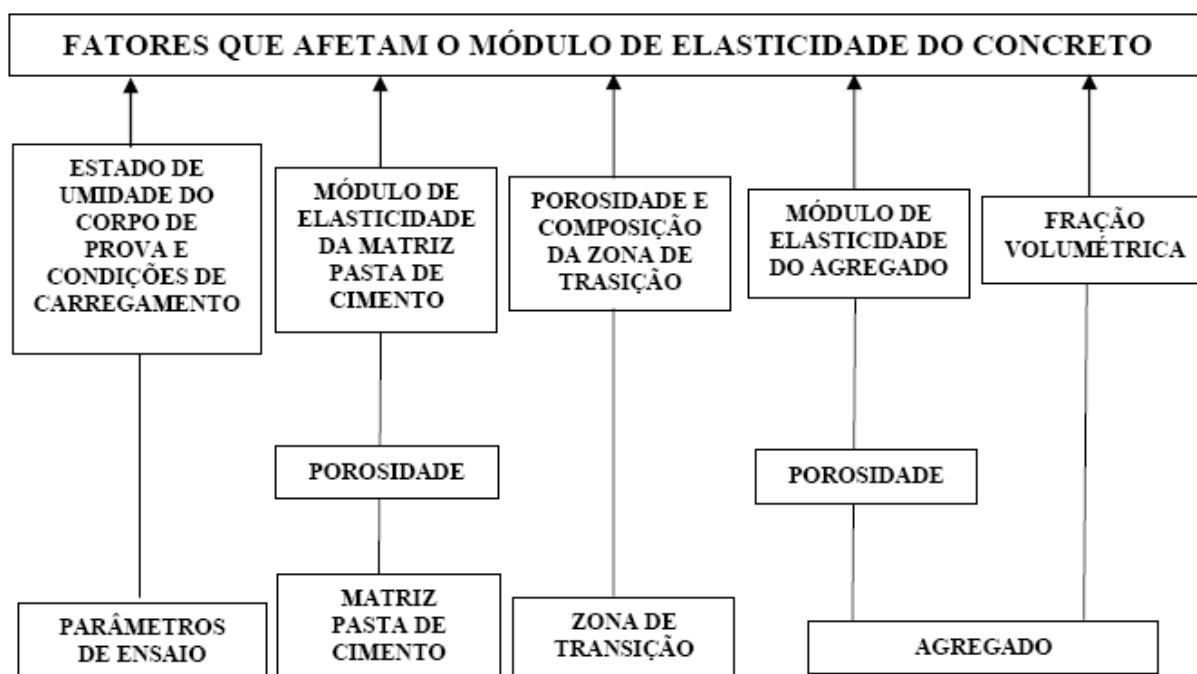 FATORES QUE AFETAM O MÓDULO DE ELASTICIDADE DO CONCRETO
ESTADO DE
UMIDADE DO
CORPO DE
PROVA E
CONDIÇÕES DE
CARREGAMENTO
MÓDULO DE
ELASTICIDADE
DA MATRIZ
PASTA DE
CIMENTO
POROSIDADE E
COMPOSIÇÃO
DA ZONA DE
TRASIÇÃO
MÓDULO DE
ELASTICIDADE
DO AGREGADO
FRAÇÃO
VOLUMÉTRICA
POROSIDADE
POROSIDADE
PARÂMETROS
DE ENSAIO
MATRIZ
PASTA DE
CIMENTO
ZONA DE
TRANSIÇÃO
AGREGADO